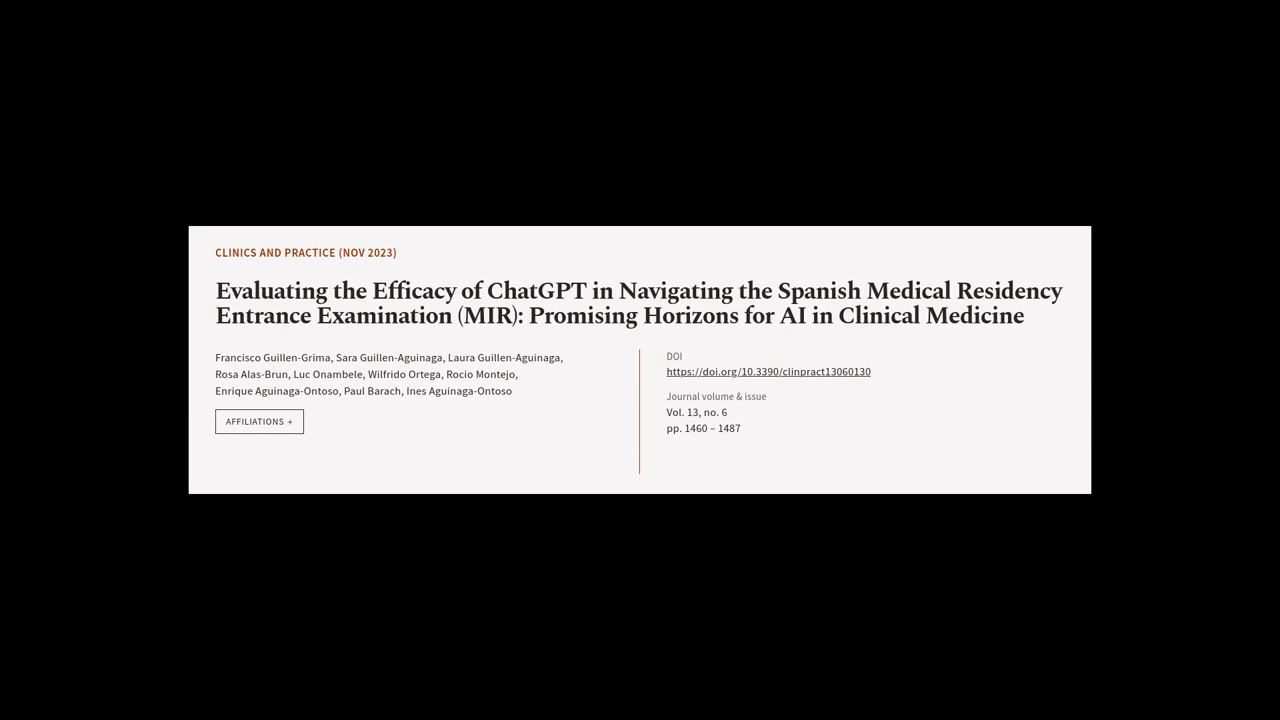 CLINICS AND PRACTICE (NOV 2023)
Evaluating the Efficacy of ChatGPT in Navigating the Spanish Medical Residency
Entrance Examination (MIR): Promising Horizons for AI in Clinical Medicine
Francisco Guillen-Grima, Sara Guillen-Aguinaga, Laura Guillen-Aguinaga,
Rosa Alas-Brun, Luc Onambele, Wilfrido Ortega, Rocio Montejo,
Enrique Aguinaga-Ontoso, Paul Barach, Ines Aguinaga-Ontoso
AFFILIATIONS +
DOI
https://doi.org/10.3390/clinpract13060130
Journal volume & issue
Vol. 13, no. 6
pp. 1460 – 1487